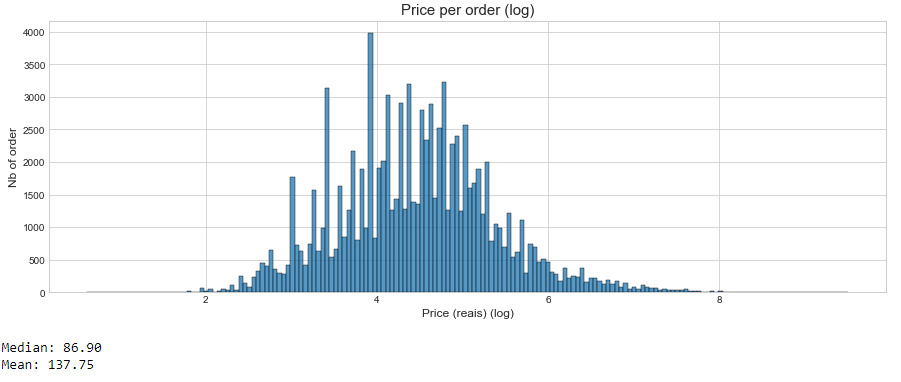 Price per order (log)
4000
3500
3000
2500
2000
1500
1000
500
0
Nb of order
2 4 6 8
Price (reais) (log)
Median: 86.90
Mean: 137.75